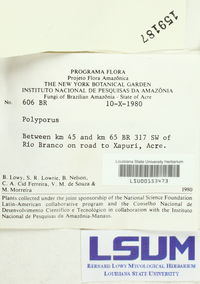 159187
PROGRAMA FLORA
Projeto Flora Amazônica
THE NEW YORK BOTANICAL GARDEN
INSTITUTO NACIONAL DE PESQUISAS DA AMAZÔNIA
Fungi of Brazilian Amazônia - State of Acre
No. 606 BR 10-X-1980
Polyporus
Between km 45 and km 65 BR 317 SW of
Rio Branco on road to Xapuri, Acre.
Louisiana State University Herbarium
LSU00153473
B. Lowy, S. R. Lowrie, B. Nelson,
C. A. Cid Ferreira, V. M. de Souza &
M. Morreira 1980
Plants collected under the joint sponsorship of the National Science Foundation
Latin-American collaborative program and the Conselho Nacional de
Desenvolvimento Científico e Tecnológico in collaboration with the Instituto
Nacional de Pesquisas da Amazônia-Manaus.
LSUM
BERNARD LOWY MYCOLOGICAL HERBARIUM
LOUISIANA STATE UNIVERSITY